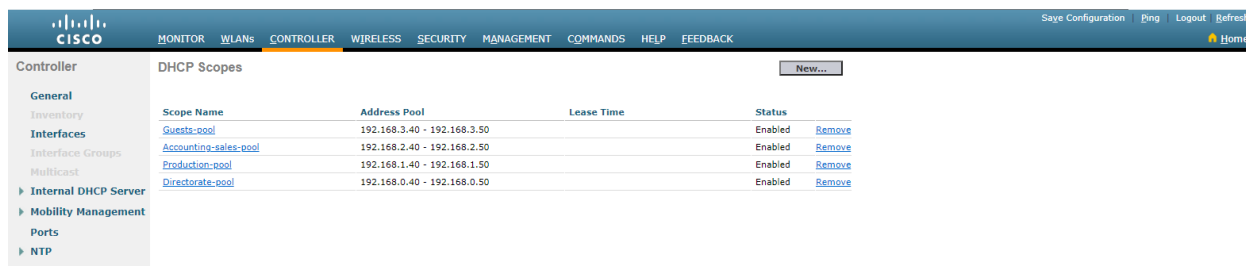 Save Configuration | Ping | Logout | Refresh
CISCO MONITOR WLANs CONTROLLER WIRELESS SECURITY MANAGEMENT COMMANDS HELP FEEDBACK Home
Controller
General
Inventory
Interfaces
Interface Groups
Multicast
Internal DHCP Server
Mobility Management
Ports
NTP
DHCP Scopes New...
Scope Name Address Pool Lease Time Status
Guests-pool 192.168.3.40 - 192.168.3.50 Enabled Remove
Accounting-sales-pool 192.168.2.40 - 192.168.2.50 Enabled Remove
Production-pool 192.168.1.40 - 192.168.1.50 Enabled Remove
Directorate-pool 192.168.0.40 - 192.168.0.50 Enabled Remove